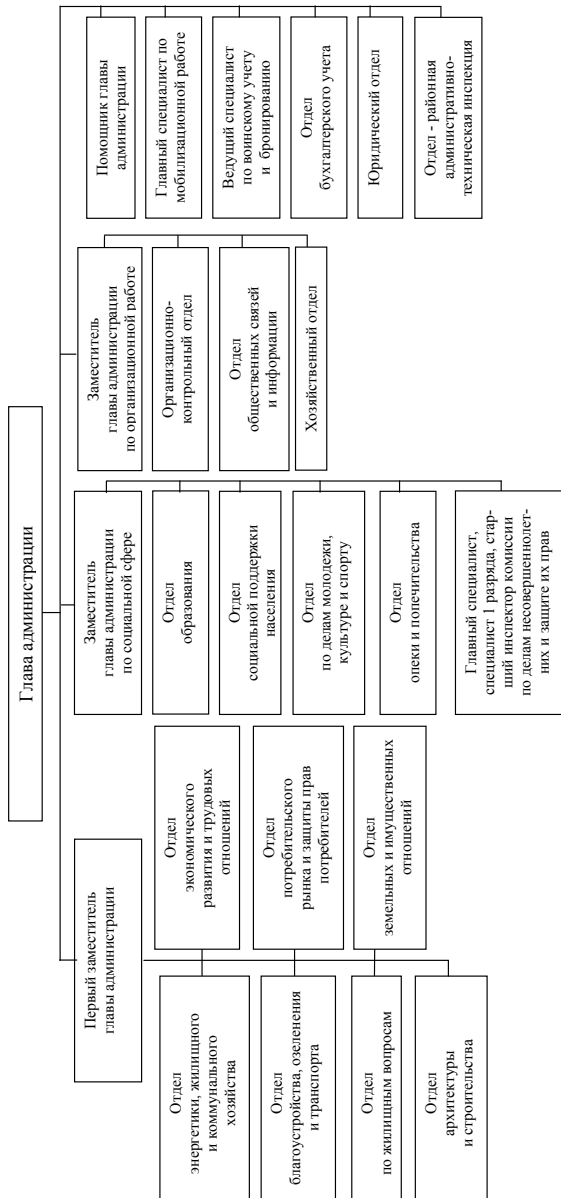 Глава администрации
Первый заместитель
главы администрации
Отдел
энергетики, жилищного
и коммунального
хозяйства
Отдел
благоустройства, озеленения
и транспорта
Отдел
по жилищным вопросам
Отдел
архитектуры
и строительства
Отдел
экономического
развития и трудовых
отношений
Отдел
потребительского
рынка и защиты прав
потребителей
Отдел
земельных и имущественных
отношений
Заместитель
главы администрации
по социальной сфере
Отдел
образования
Отдел
социальной поддержки
населения
Отдел
по делам молодежи,
культуре и спорту
Отдел
опеки и попечительства
Главный специалист,
специалист 1 разряда, стар-
ший инспектор комиссии
по делам несовершеннолет-
них и защите их прав
Заместитель
главы администрации
по организационной работе
Организационно-
контрольный отдел
Отдел
общественных связей
и информации
Хозяйственный отдел
Помощник главы
администрации
Главный специалист по
мобилизационной работе
Ведущий специалист
по воинскому учету
и бронированию
Отдел
бухгалтерского учета
Юридический отдел
Отдел - районная
административно-
техническая инспекция